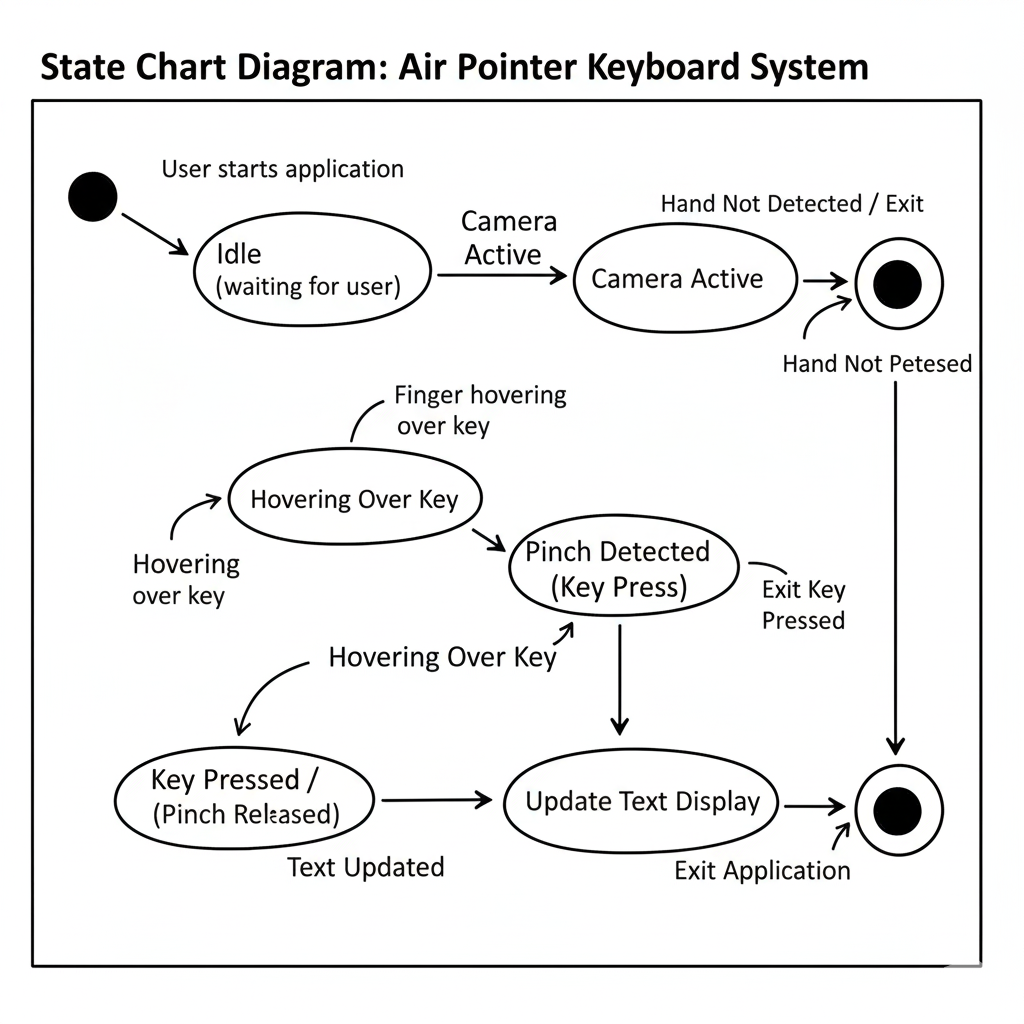 State Chart Diagram: Air Pointer Keyboard System
User starts application
Hand Not Detected / Exit
Camera
Active
Idle
(waiting for user)
Camera Active
Hand Not Petesed
Finger hovering
over key
Hovering Over Key
Hovering
over key
Pinch Detected
(Key Press)
Exit Key
Pressed
Hovering Over Key
Key Pressed /
(Pinch Released)
Update Text Display
Text Updated
Exit Application